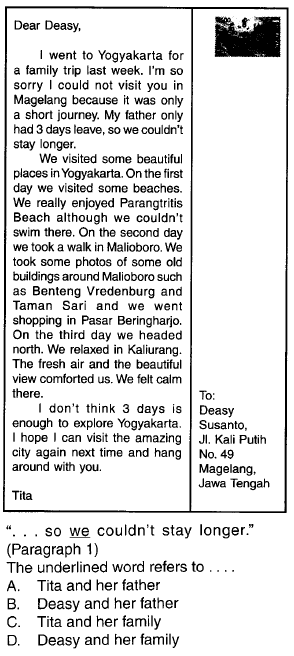 Dear Deasy,
I went to Yogyakarta for
a family trip last week. I'm so
sorry I could not visit you in
Magelang because it was only
a short journey. My father only
had 3 days leave, so we couldn't
stay longer.
We visited some beautiful
places in Yogyakarta. On the first
day we visited some beaches.
We really enjoyed Parangtritis
Beach although we couldn't
swim there. On the second day
we took a walk in Malioboro. We
took some photos of some old
buildings around Malioboro such
as Benteng Vredenburg and
Taman Sari and we went
shopping in Pasar Beringharjo.
On the third day we headed
north. We relaxed in Kaliurang.
The fresh air and the beautiful
view comforted us. We felt calm
there.
I don't think 3 days is
enough to explore Yogyakarta.
I hope I can visit the amazing
city again next time and hang
around with you.
Tita
To:
Deasy
Susanto,
Jl. Kali Putih
No. 49
Magelang,
Jawa Tengah
". . . so we couldn't stay longer."
(Paragraph 1)
The underlined word refers to . . . .
A. Tita and her father
B. Deasy and her father
C. Tita and her family
D. Deasy and her family